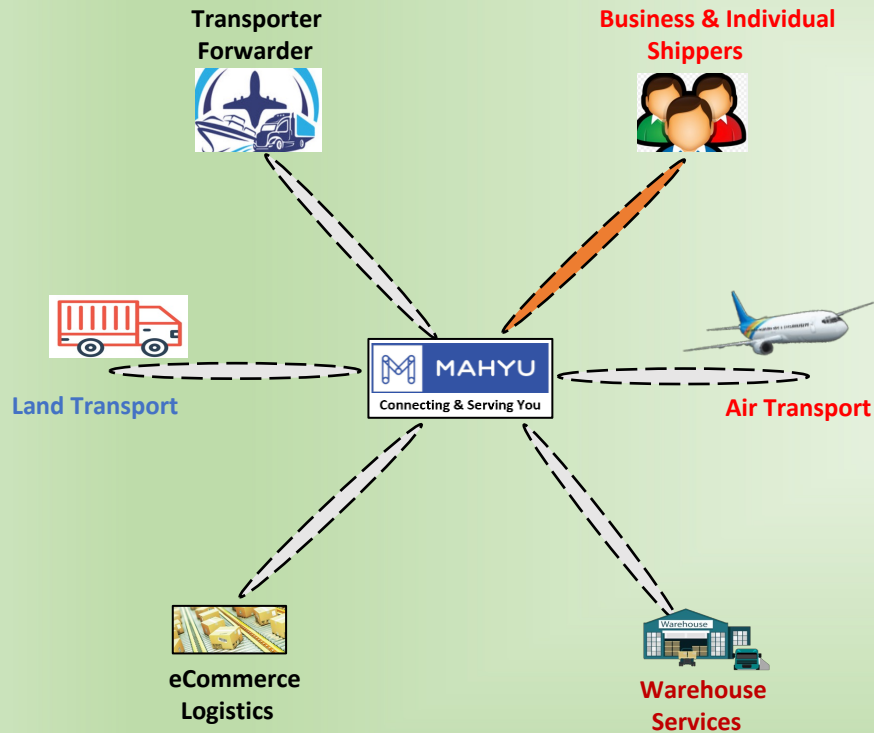 Transporter
Forwarder
Business & Individual
Shippers
Land Transport
MAHYU
Connecting & Serving You
Air Transport
eCommerce
Logistics
Warehouse
Warehouse
Services